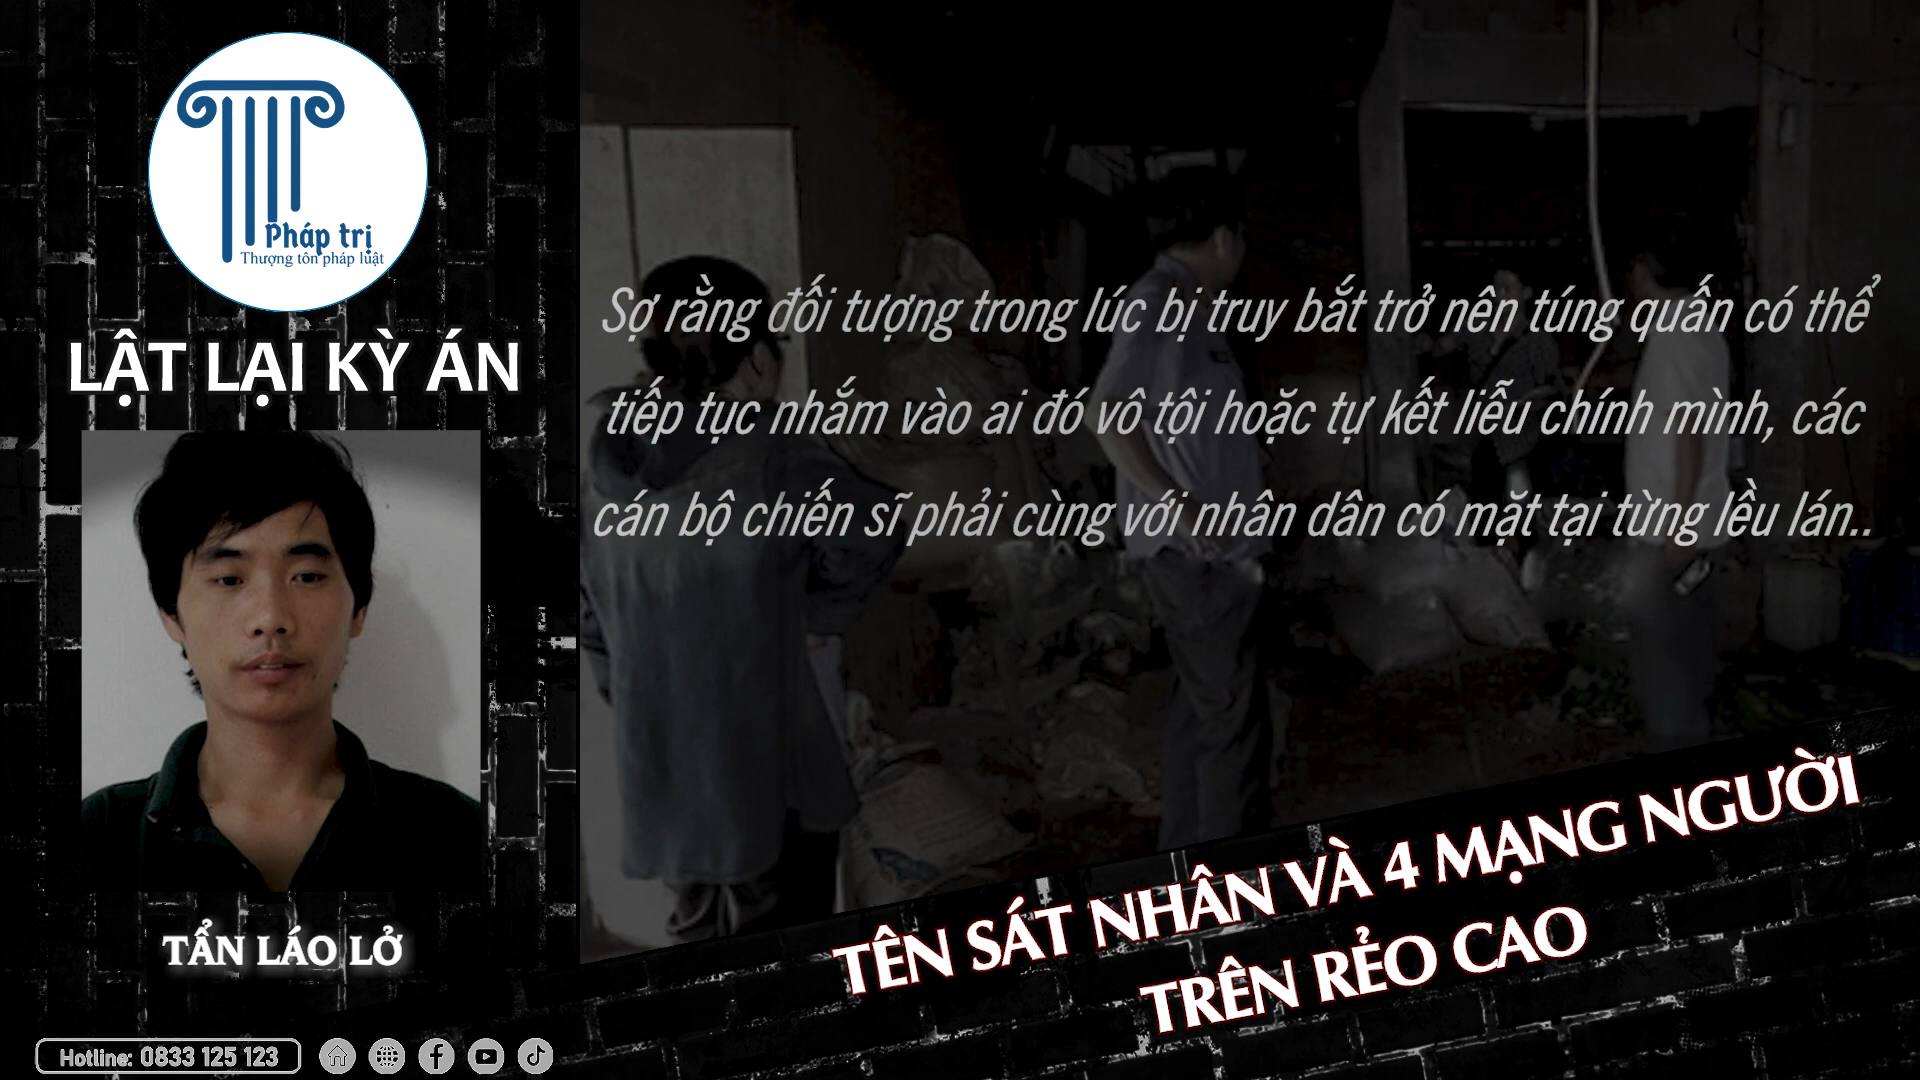 Pháp trị
Thượng tôn pháp luật
LẬT LẠI KỲ ÁN
TẨN LÁO LỞ
Hotline: 0833 125 123
Sợ rằng đối tượng trong lúc bị truy bắt trở nên túng quấn có thể
tiếp tục nhắm vào ai đó vô tội hoặc tự kết liễu chính mình, các
cán bộ chiến sĩ phải cùng với nhân dân có mặt tại từng lều lán..
TÊN SÁT NHÂN VÀ 4 MẠNG NGƯỜI
TRÊN RẺO CAO